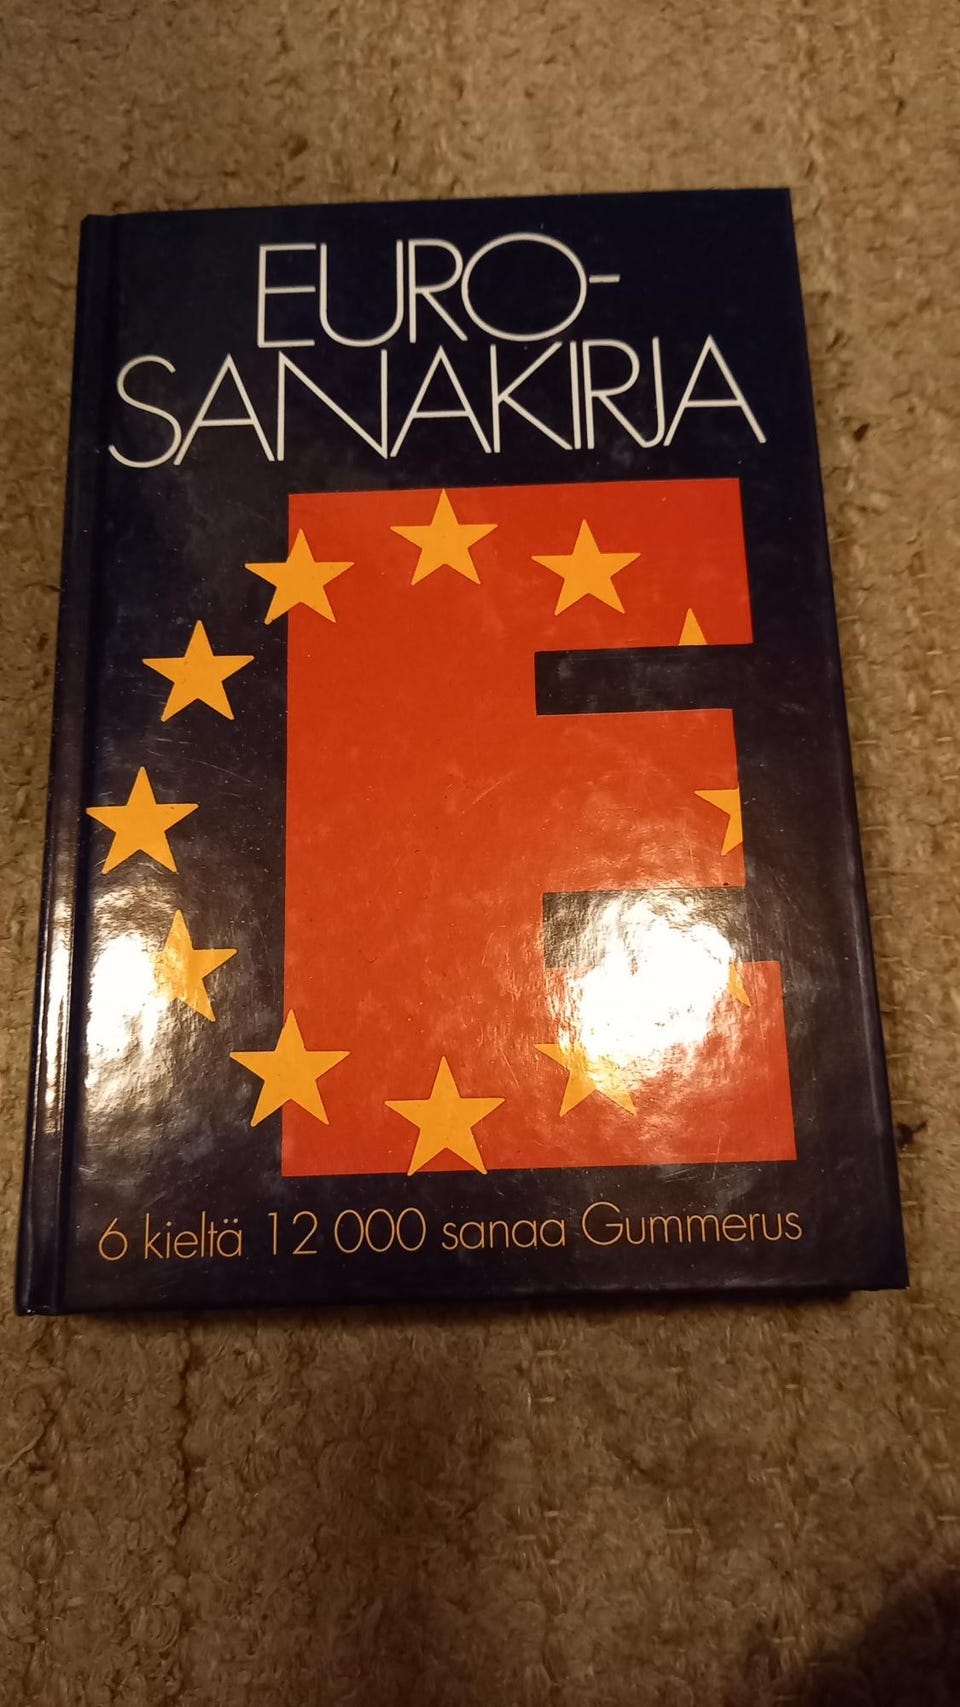 EURO-
SANAKIRJA
E
6 kieltä 12 000 sanaa Gummerus